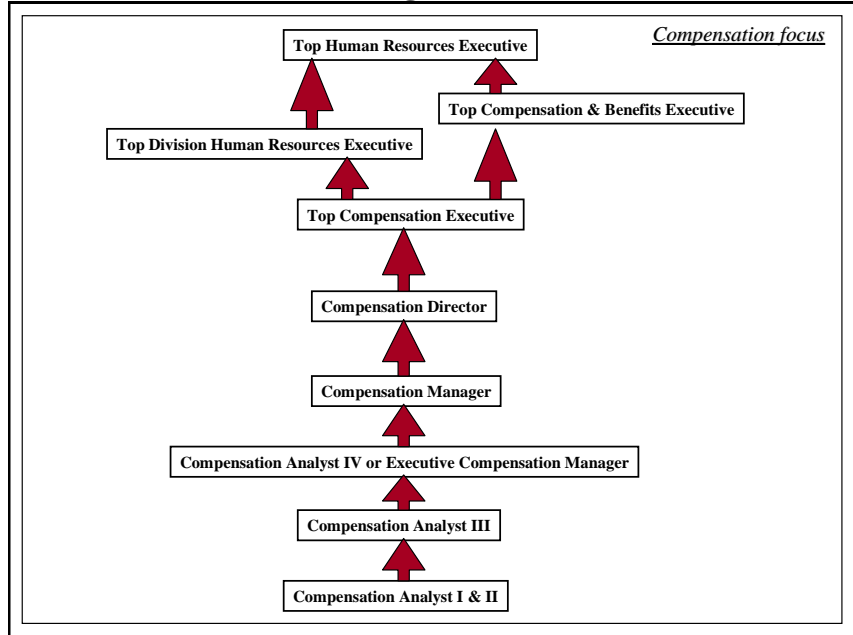 Compensation focus
Top Human Resources Executive
Top Compensation & Benefits Executive
Top Division Human Resources Executive
Top Compensation Executive
Compensation Director
Compensation Manager
Compensation Analyst IV or Executive Compensation Manager
Compensation Analyst III
Compensation Analyst I & II